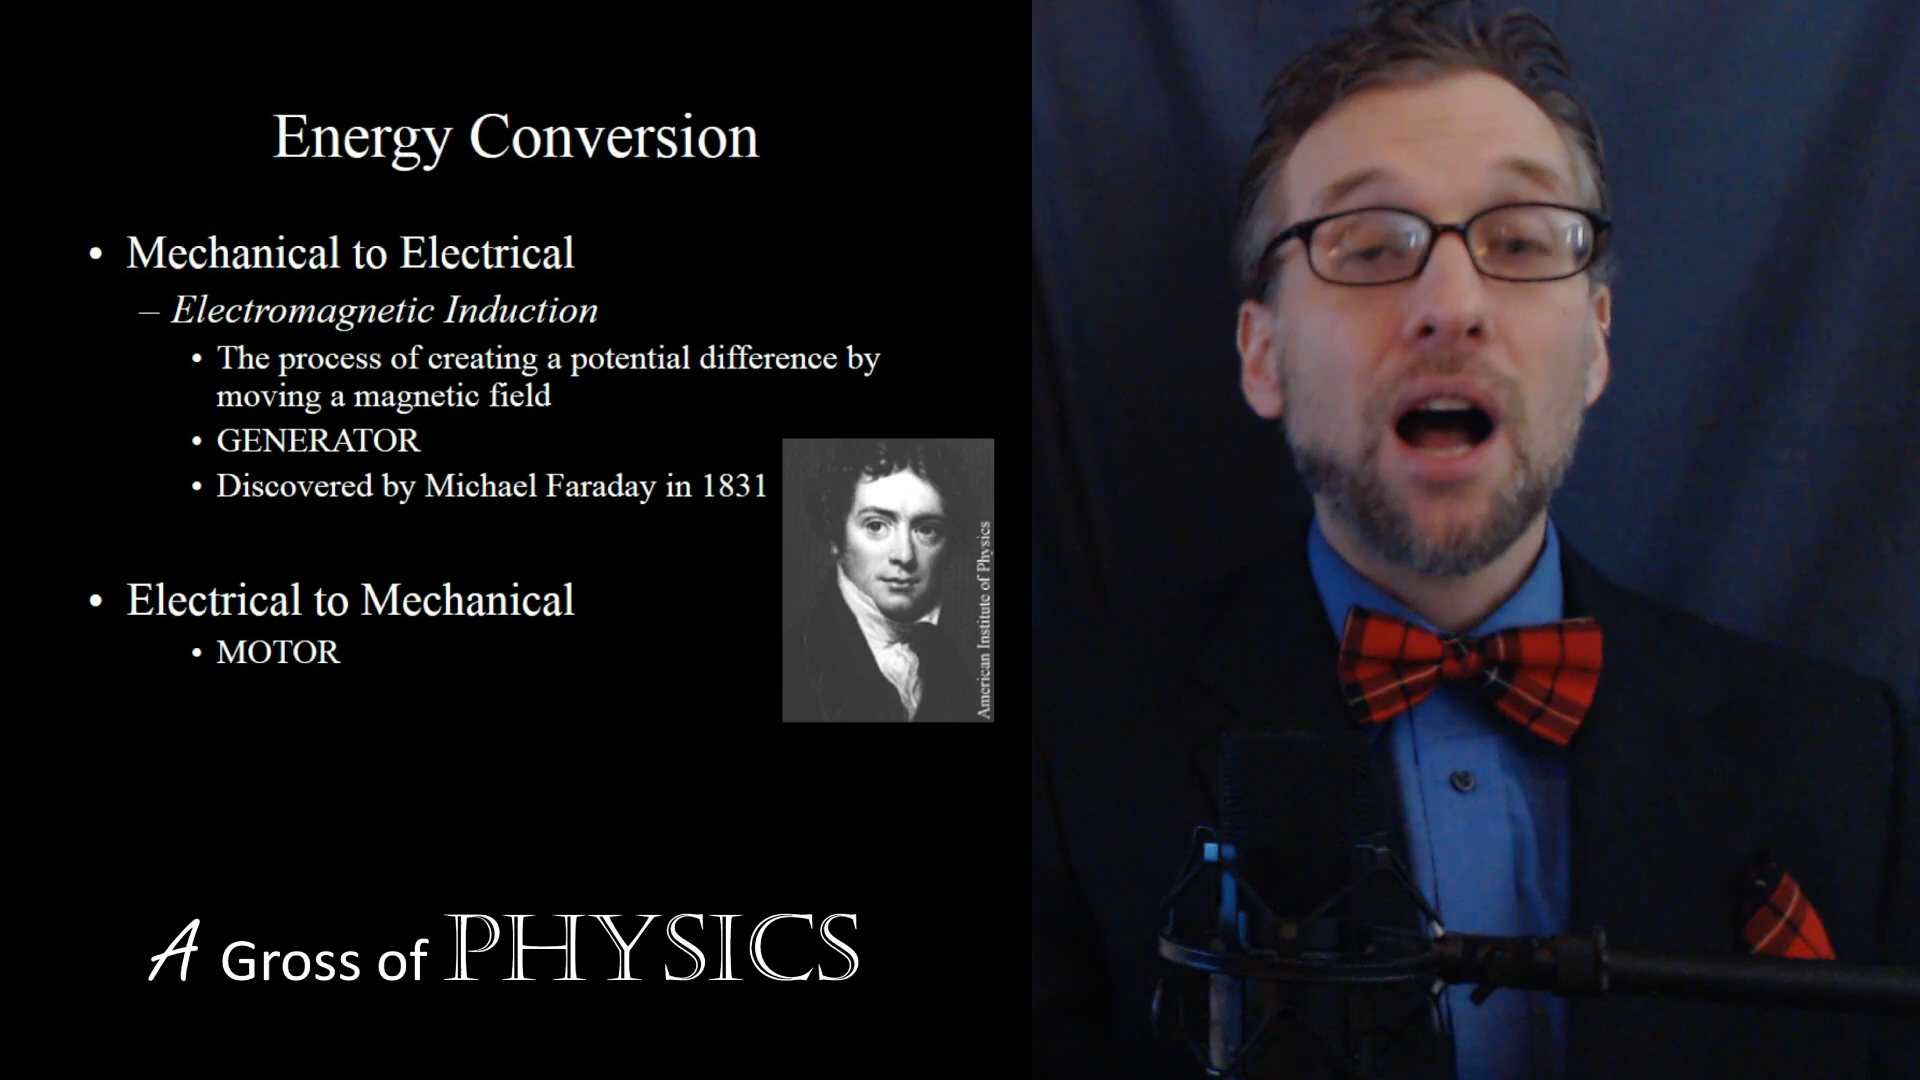 Energy Conversion
• Mechanical to Electrical
– Electromagnetic Induction
• The process of creating a potential difference by
moving a magnetic field
• GENERATOR
• Discovered by Michael Faraday in 1831
American Institute of Physics
• Electrical to Mechanical
• MOTOR
A Gross of PHYSICS